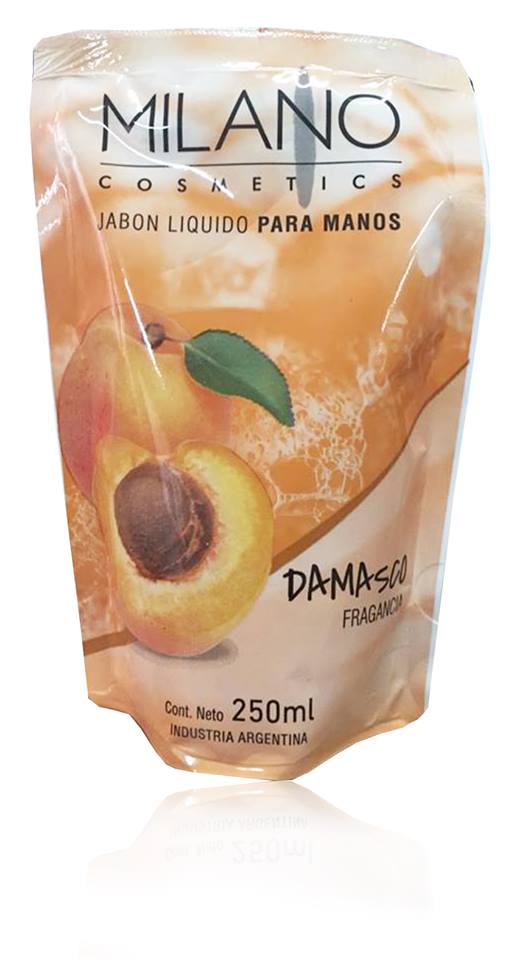 MILANO
COSMETICS
JABON LIQUIDO PARA MANOS
DAMASCO
FRAGANCIA
Cont. Neto 250ml
INDUSTRIA ARGENTINA